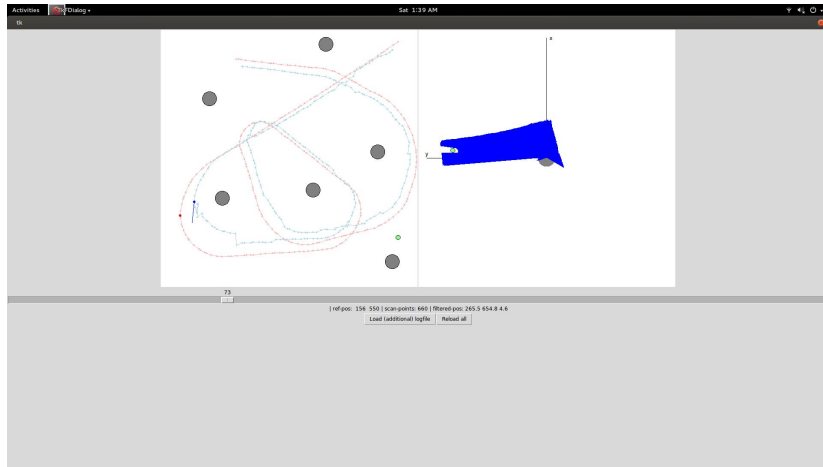 Activities
tkFDialog
Sat 1:39 AM
tk
x
y
73
| ref-pos: 156 550 | scan-points: 660 | filtered-pos: 265.5 654.8 4.6
Load (additional) logfile
Reload all